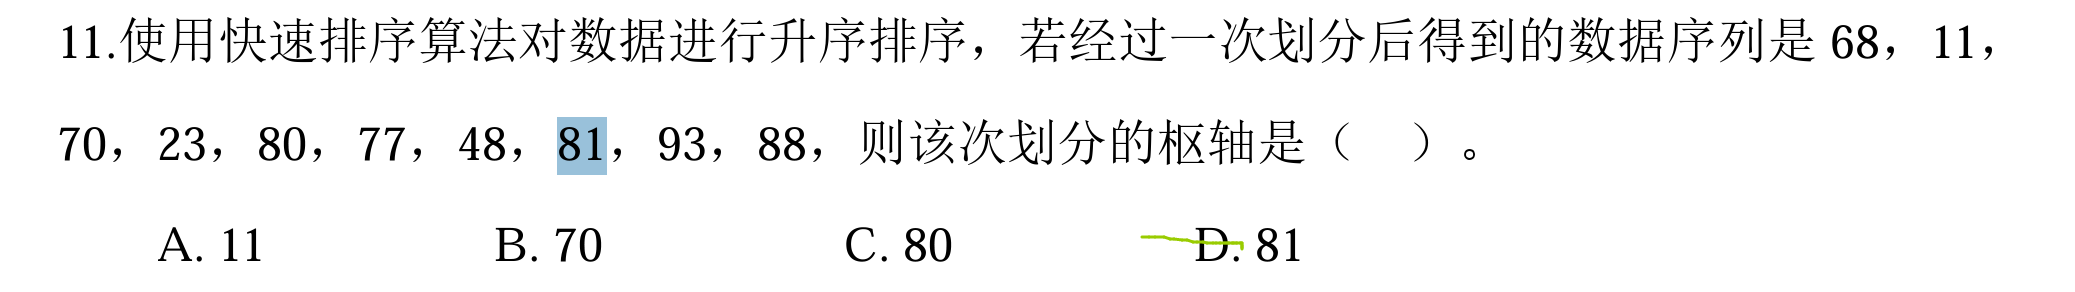 11.使用快速排序算法对数据进行升序排序，若经过一次划分后得到的数据序列是 68，11，
70，23，80，77，48，81，93，88，则该次划分的枢轴是（　）。
A. 11　B. 70　C. 80　D. 81